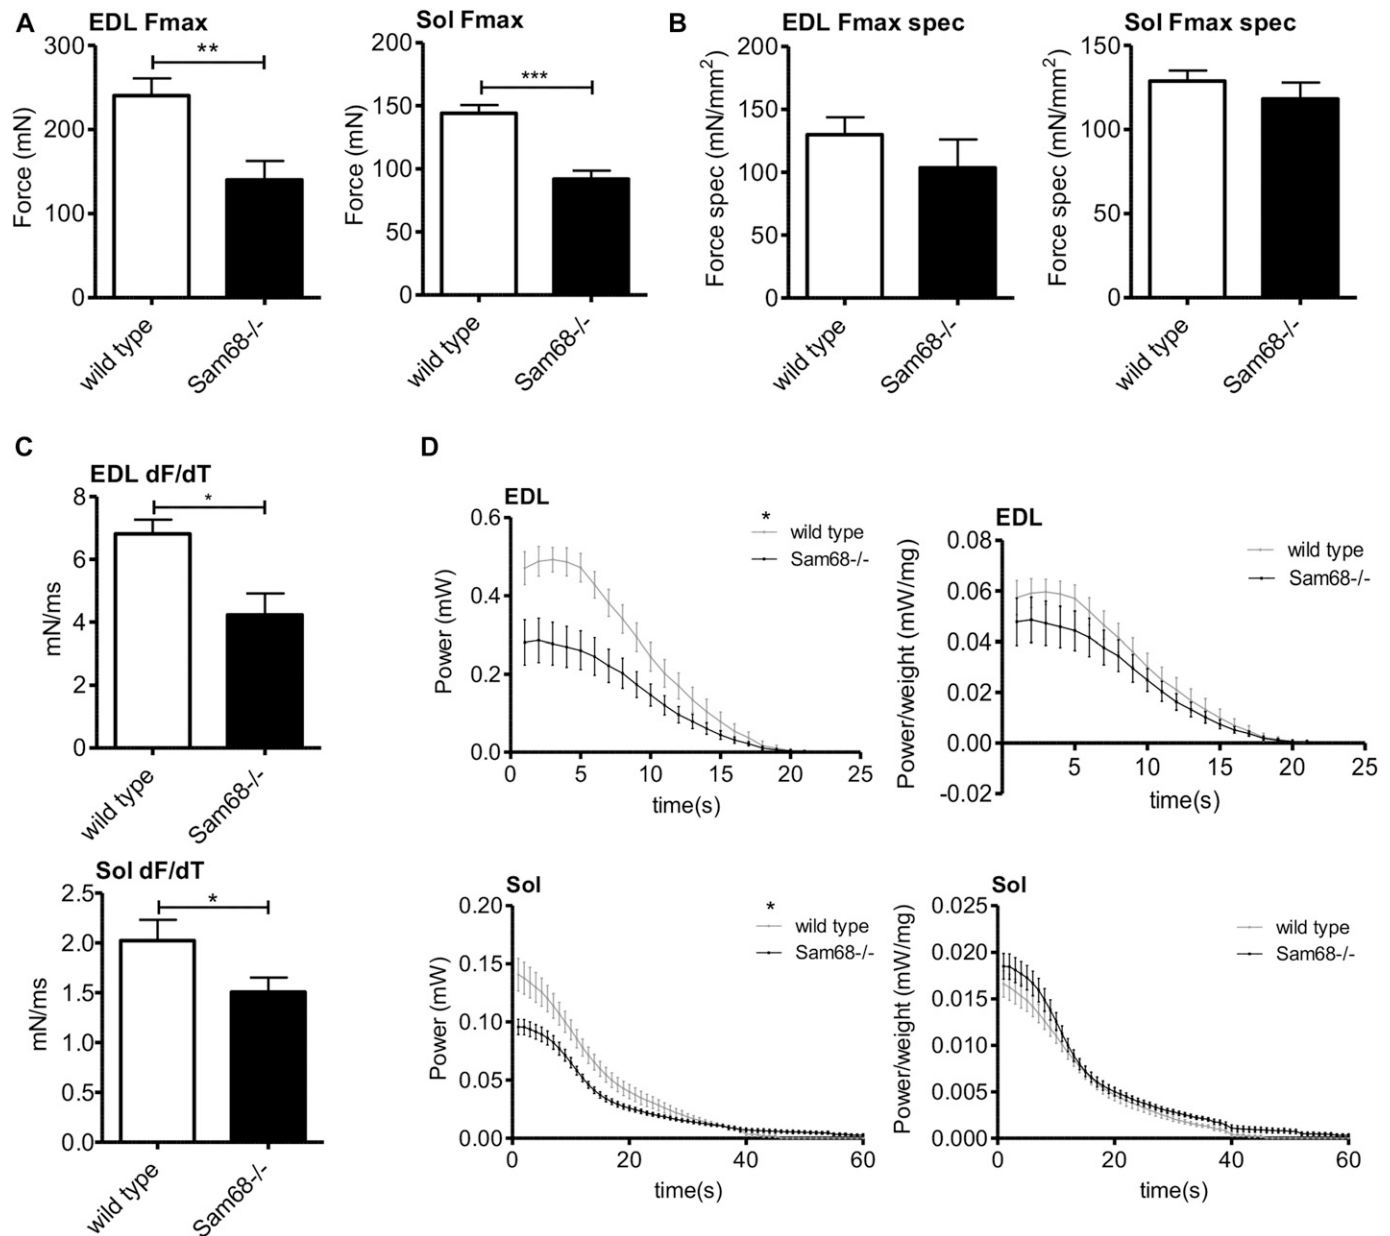 A
EDL Fmax
300
200
100
0
Force (mN)
**
wild type
Sam68-/-
Sol Fmax
200
150
100
50
0
Force (mN)
***
wild type
Sam68-/-
B
EDL Fmax spec
200
150
100
50
0
Force spec (mN/mm2)
wild type
Sam68-/-
Sol Fmax spec
150
100
50
0
Force spec (mN/mm2)
wild type
Sam68-/-
C
EDL dF/dT
8
6
4
2
0
mN/ms
*
wild type
Sam68-/-
Sol dF/dT
2.5
2.0
1.5
1.0
0.5
0.0
mN/ms
*
wild type
Sam68-/-
D
EDL
0.6
0.4
0.2
0.0
Power (mW)
*
wild type
Sam68-/-
0 5 10 15 20 25
time(s)
EDL
0.08
0.06
0.04
0.02
0.00
-0.02
Power/weight (mW/mg)
wild type
Sam68-/-
5 10 15 20 25
time(s)
Sol
0.20
0.15
0.10
0.05
0.00
Power (mW)
*
wild type
Sam68-/-
0 20 40 60
time(s)
Sol
0.025
0.020
0.015
0.010
0.005
0.000
Power/weight (mW/mg)
wild type
Sam68-/-
0 20 40 60
time(s)